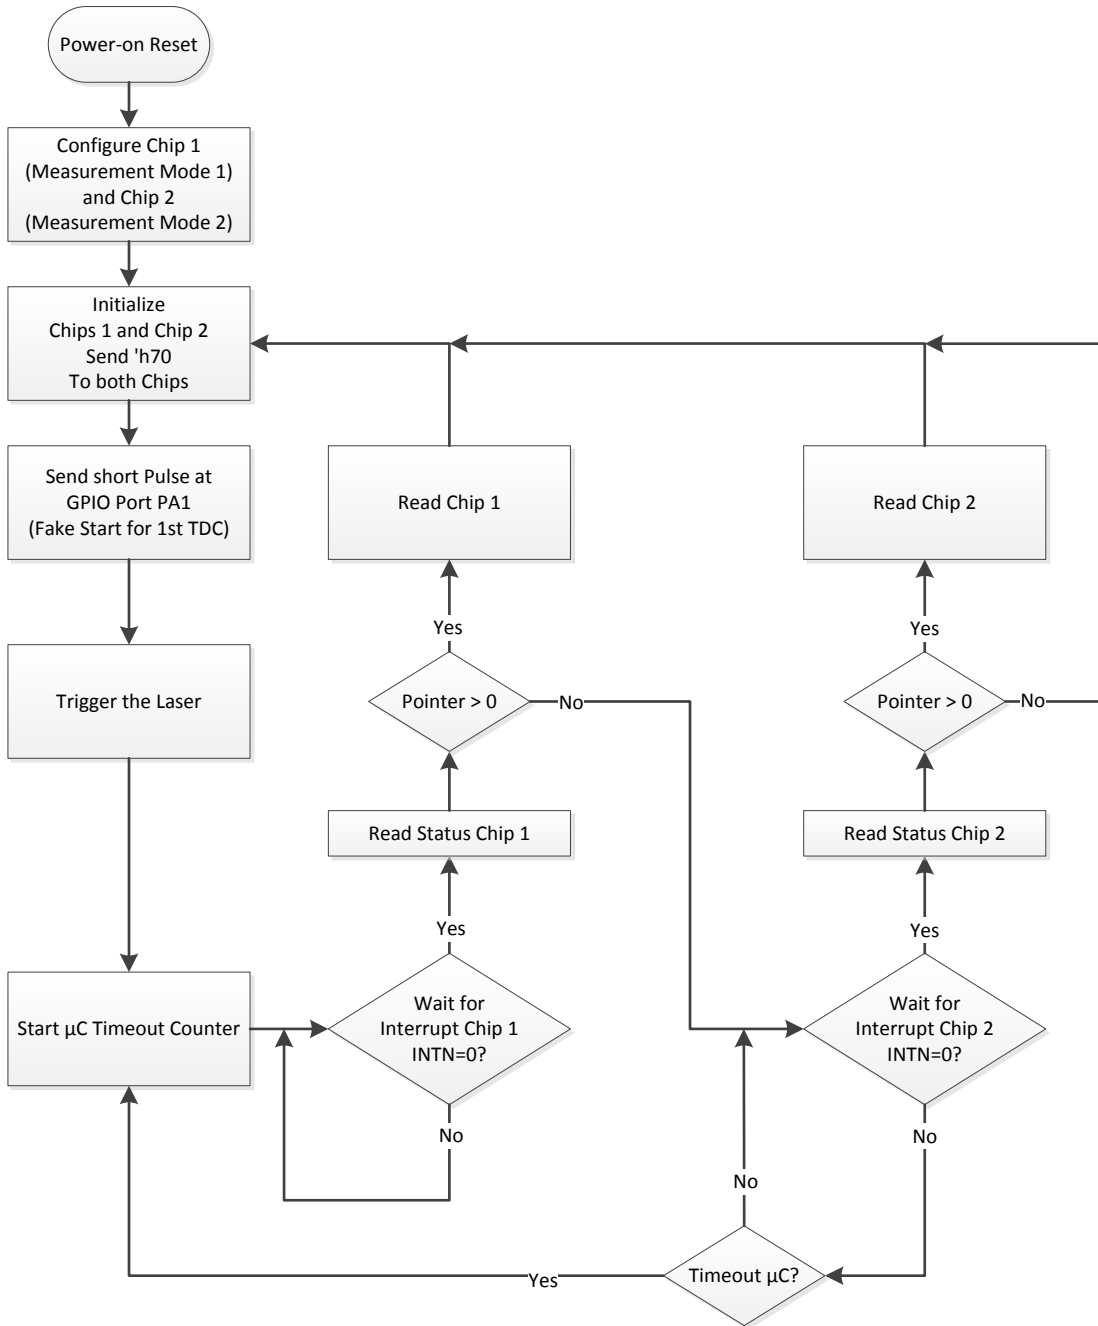 Power-on Reset
Configure Chip 1
(Measurement Mode 1)
and Chip 2
(Measurement Mode 2)
Initialize
Chips 1 and Chip 2
Send 'h70
To both Chips
Send short Pulse at
GPIO Port PA1
(Fake Start for 1st TDC)
Trigger the Laser
Start µC Timeout Counter
Read Chip 1
Yes
Pointer > 0
No
Read Status Chip 1
Yes
Wait for
Interrupt Chip 1
INTN=0?
No
Read Chip 2
Yes
Pointer > 0
No
Read Status Chip 2
Yes
Wait for
Interrupt Chip 2
INTN=0?
No
No
Timeout µC?
Yes